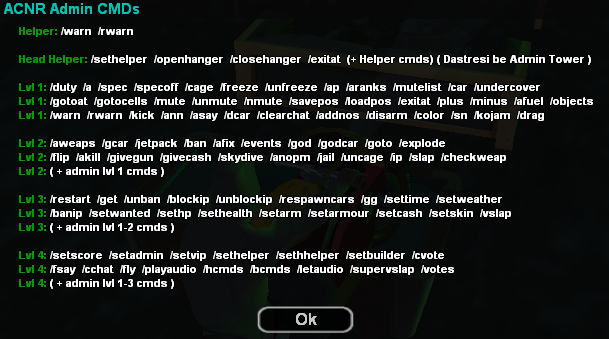 ACNR Admin CMDs
Helper: /warn /rwarn
Head Helper: /sethelper /openhanger /closehanger /exitat (+ Helper cmds) ( Dastresi be Admin Tower )
Lvl 1: /duty /a /spec /specoff /cage /freeze /unfreeze /ap /aranks /mutelist /car /undercover
Lvl 1: /gotoat /gotocells /mute /unmute /nmute /savepos /loadpos /exitat /plus /minus /afuel /objects
Lvl 1: /warn /rwarn /kick /ann /asay /dcar /clearchat /addnos /disarm /color /sn /kojam /drag
Lvl 2: /aweaps /gcar /jetpack /ban /afix /events /god /godcar /goto /explode
Lvl 2: /flip /akill /givegun /givecash /skydive /anopm /jail /uncage /ip /slap /checkweap
Lvl 2: ( + admin lvl 1 cmds )
Lvl 3: /restart /get /unban /blockip /unblockip /respawncars /gg /settime /setweather
Lvl 3: /banip /setwanted /sethp /sethealth /setarm /setarmour /setcash /setskin /vslap
Lvl 3: ( + admin lvl 1-2 cmds )
Lvl 4: /setscore /setadmin /setvip /sethelper /sethhelper /setbuilder /cvote
Lvl 4: /fsay /cchat /fly /playaudio /hcmds /bcmds /letaudio /supervslap /votes
Lvl 4: ( + admin lvl 1-3 cmds )
Ok